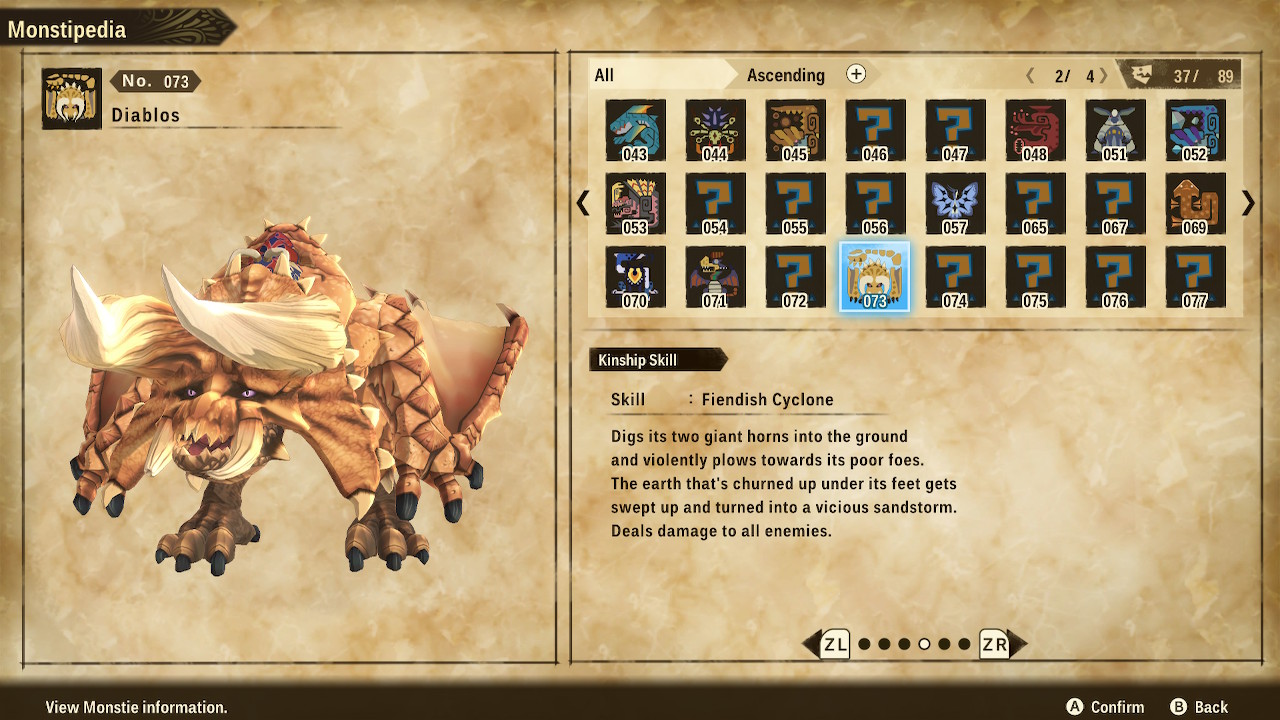 Monstipedia
No. 073
Diablos
All
Ascending
2/ 4
37/ 89
043 044 045 046 047 048 051 052
053 054 055 056 057 065 067 069
070 071 072 073 074 075 076 077
Kinship Skill
Skill : Fiendish Cyclone
Digs its two giant horns into the ground
and violently plows towards its poor foes.
The earth that's churned up under its feet gets
swept up and turned into a vicious sandstorm.
Deals damage to all enemies.
ZL ZR
View Monstie information.
A Confirm B Back